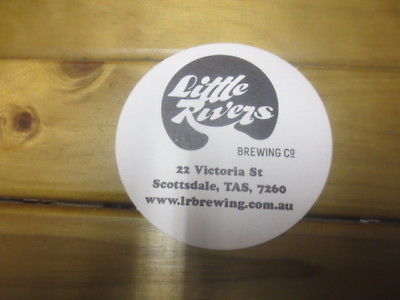 Little
Rivers
BREWING CO
22 Victoria St
Scottsdale, TAS, 7260
www.lrbrewing.com.au